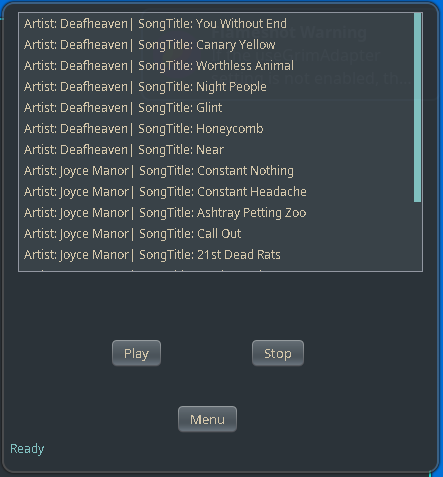 Artist: Deafheaven| SongTitle: You Without End
Artist: Deafheaven| SongTitle: Canary Yellow
Artist: Deafheaven| SongTitle: Worthless Animal
Artist: Deafheaven| SongTitle: Night People
Artist: Deafheaven| SongTitle: Glint
Artist: Deafheaven| SongTitle: Honeycomb
Artist: Deafheaven| SongTitle: Near
Artist: Joyce Manor| SongTitle: Constant Nothing
Artist: Joyce Manor| SongTitle: Constant Headache
Artist: Joyce Manor| SongTitle: Ashtray Petting Zoo
Artist: Joyce Manor| SongTitle: Call Out
Artist: Joyce Manor| SongTitle: 21st Dead Rats
Play
Stop
Menu
Ready